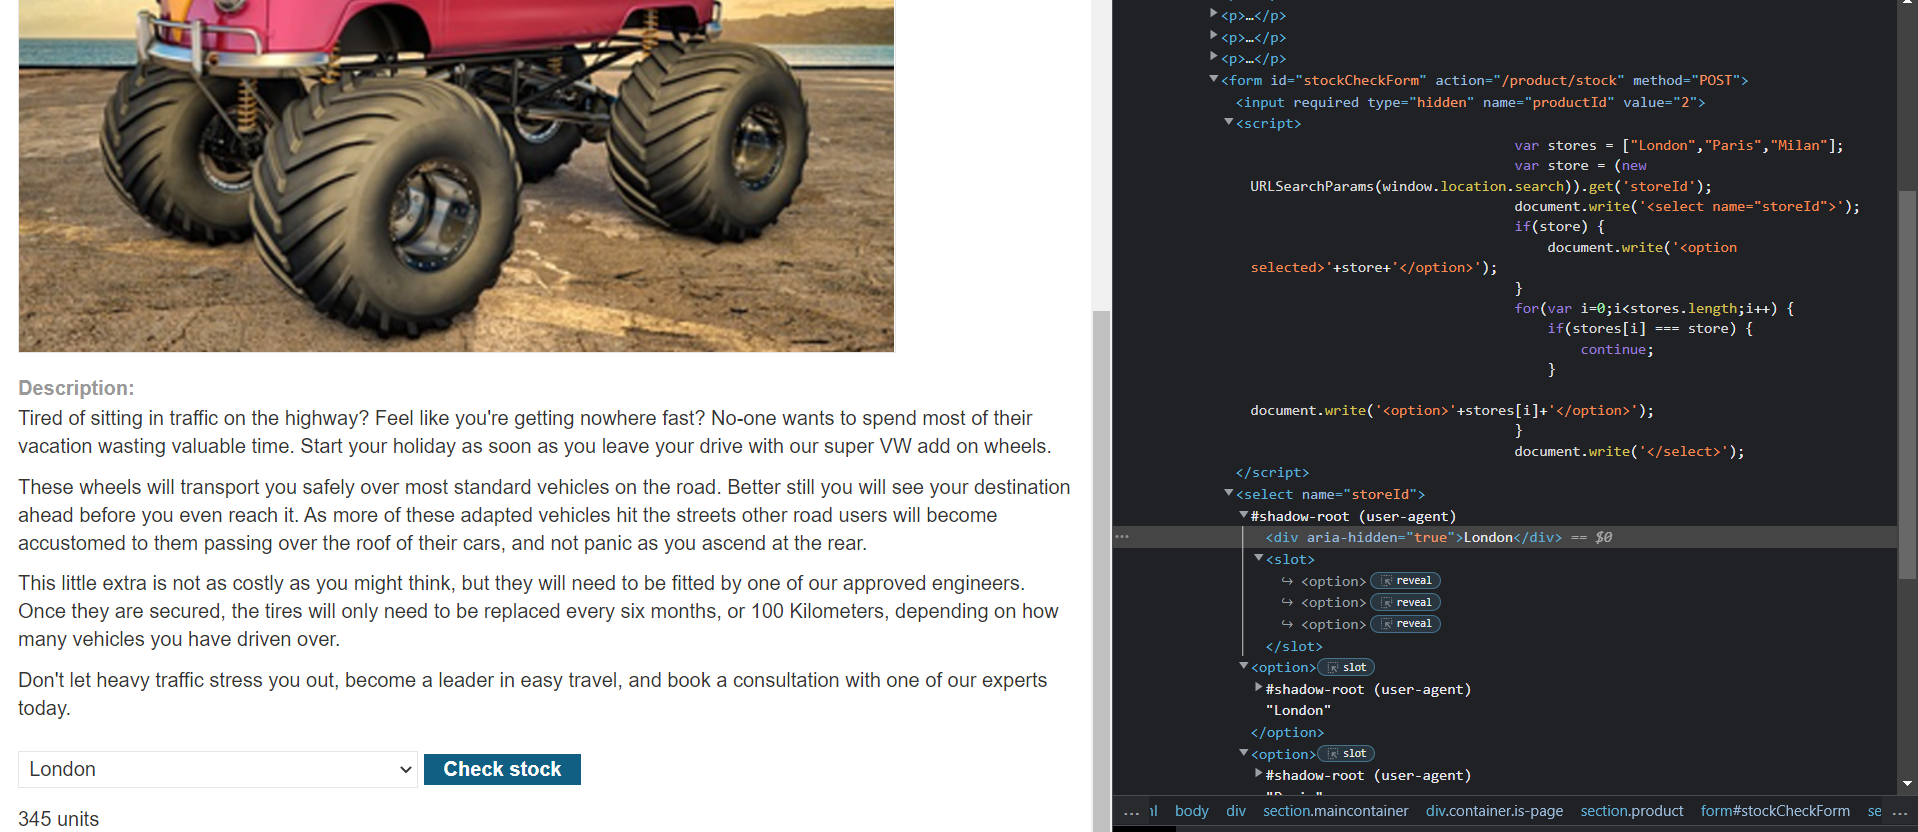 Description:
Tired of sitting in traffic on the highway? Feel like you're getting nowhere fast? No-one wants to spend most of their
vacation wasting valuable time. Start your holiday as soon as you leave your drive with our super VW add on wheels.
These wheels will transport you safely over most standard vehicles on the road. Better still you will see your destination
ahead before you even reach it. As more of these adapted vehicles hit the streets other road users will become
accustomed to them passing over the roof of their cars, and not panic as you ascend at the rear.
This little extra is not as costly as you might think, but they will need to be fitted by one of our approved engineers.
Once they are secured, the tires will only need to be replaced every six months, or 100 Kilometers, depending on how
many vehicles you have driven over.
Don't let heavy traffic stress you out, become a leader in easy travel, and book a consultation with one of our experts
today.
London
Check stock
345 units
<p>…</p>
<p>…</p>
<p>…</p>
<form id="stockCheckForm" action="/product/stock" method="POST">
<input required type="hidden" name="productId" value="2">
<script>
var stores = ["London","Paris","Milan"];
var store = (new
URLSearchParams(window.location.search)).get('storeId');
document.write('<select name="storeId">');
if(store) {
document.write('<option
selected>'+store+'</option>');
}
for(var i=0;i<stores.length;i++) {
if(stores[i] === store) {
continue;
}
document.write('<option>'+stores[i]+'</option>');
}
document.write('</select>');
</script>
<select name="storeId">
#shadow-root (user-agent)
<div aria-hidden="true">London</div> == $0
<slot>
↪ <option> reveal
↪ <option> reveal
↪ <option> reveal
</slot>
<option> slot
#shadow-root (user-agent)
"London"
</option>
<option> slot
#shadow-root (user-agent)
… body div section.maincontainer div.container.is-page section.product form#stockCheckForm se …